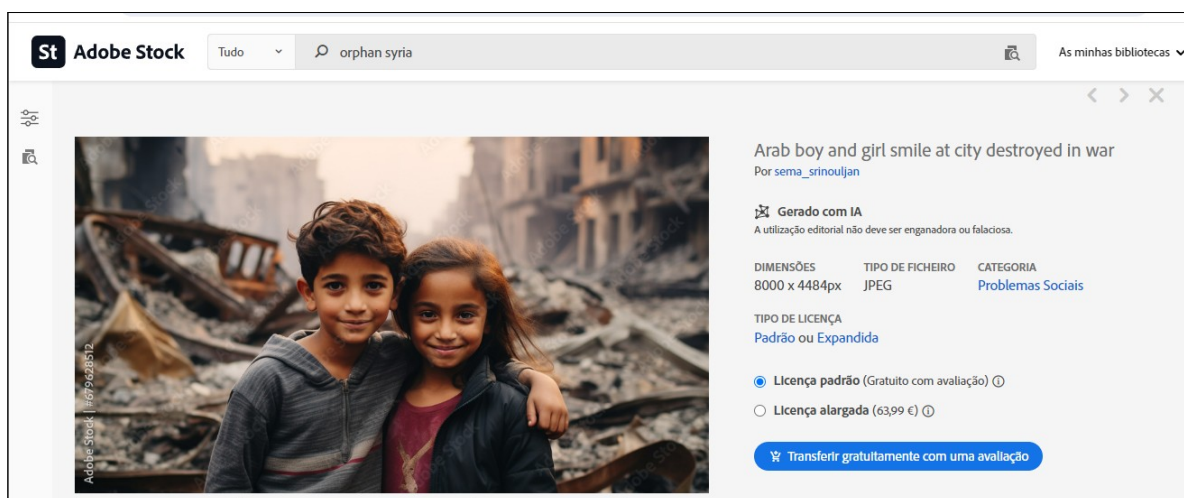 St Adobe Stock
Tudo
orphan syria
As minhas bibliotecas
Arab boy and girl smile at city destroyed in war
Por sema_srinouljan
Gerado com IA
A utilização editorial não deve ser enganadora ou falaciosa.
DIMENSÕES TIPO DE FICHEIRO CATEGORIA
8000 x 4484px JPEG Problemas Sociais
TIPO DE LICENÇA
Padrão ou Expandida
Licença padrão (Gratuito com avaliação)
Licença alargada (63,99 €)
Transferir gratuitamente com uma avaliação
Adobe Stock | #679628512
Adobe Stock